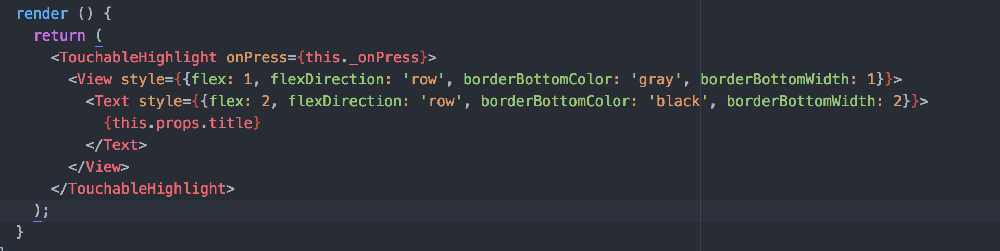 render () {
return (
<TouchableHighlight onPress={this._onPress}>
<View style={{flex: 1, flexDirection: 'row', borderBottomColor: 'gray', borderBottomWidth: 1}}>
<Text style={{flex: 2, flexDirection: 'row', borderBottomColor: 'black', borderBottomWidth: 2}}>
{this.props.title}
</Text>
</View>
</TouchableHighlight>
);
}